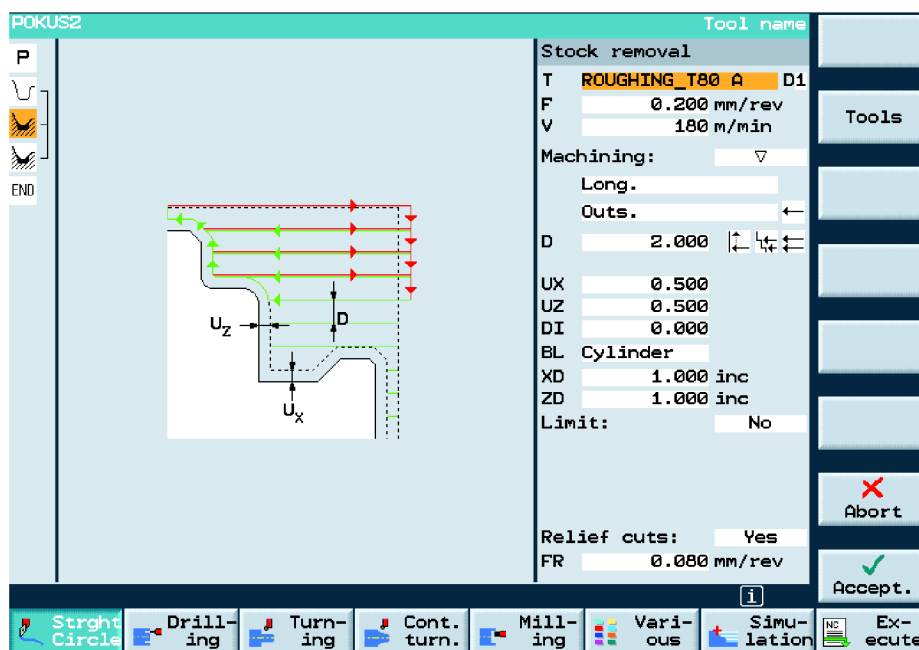 POKUS2 Tool name
P
END
Stock removal
T ROUGHING_T80 A D1
F 0.200 mm/rev
V 180 m/min
Machining: ▽
Long.
Outs. ←
D 2.000
UX 0.500
UZ 0.500
DI 0.000
BL Cylinder
XD 1.000 inc
ZD 1.000 inc
Limit: No
Relief cuts: Yes
FR 0.080 mm/rev
D
UZ
UX
Tools
Abort
Accept.
i
Strght
Circle
Drill-
ing
Turn-
ing
Cont.
turn.
Mill-
ing
Vari-
ous
Simu-
lation
NC
Ex-
ecute